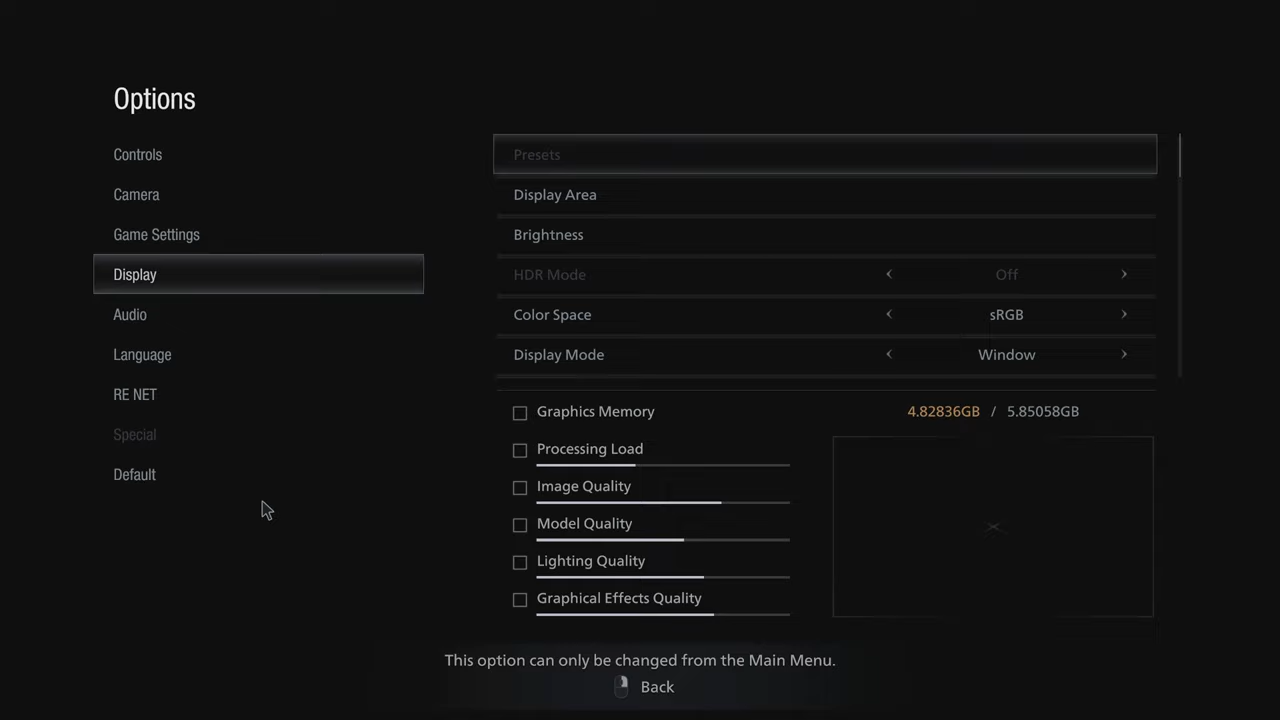 Options
Controls
Camera
Game Settings
Display
Audio
Language
RE NET
Special
Default
Presets
Display Area
Brightness
HDR Mode Off
Color Space sRGB
Display Mode Window
Graphics Memory 4.82836GB / 5.85058GB
Processing Load
Image Quality
Model Quality
Lighting Quality
Graphical Effects Quality
This option can only be changed from the Main Menu.
Back